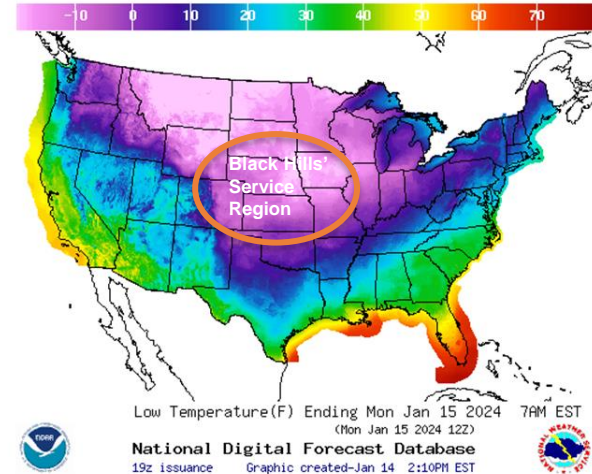 -10 0 10 20 30 40 50 60 70
Black Hills'
Service
Region
Low Temperature(F) Ending Mon Jan 15 2024 7AM EST
(Mon Jan 15 2024 12Z)
National Digital Forecast Database
19z issuance Graphic created-Jan 14 2:10PM EST
NOAA